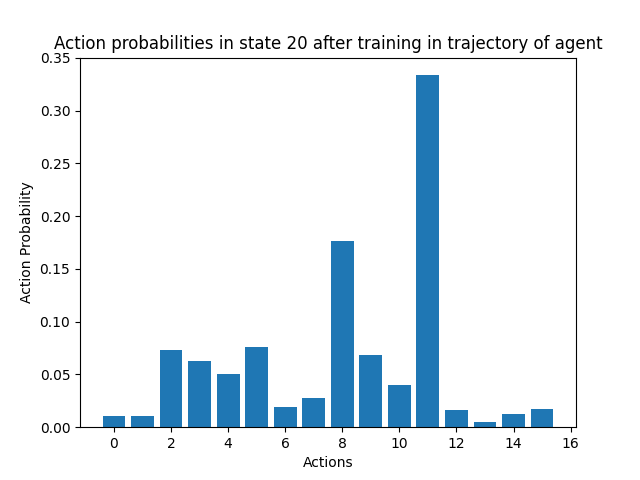 Action probabilities in state 20 after training in trajectory of agent
0.35
0.30
0.25
0.20
0.15
0.10
0.05
0.00
Action Probability
0 2 4 6 8 10 12 14 16
Actions